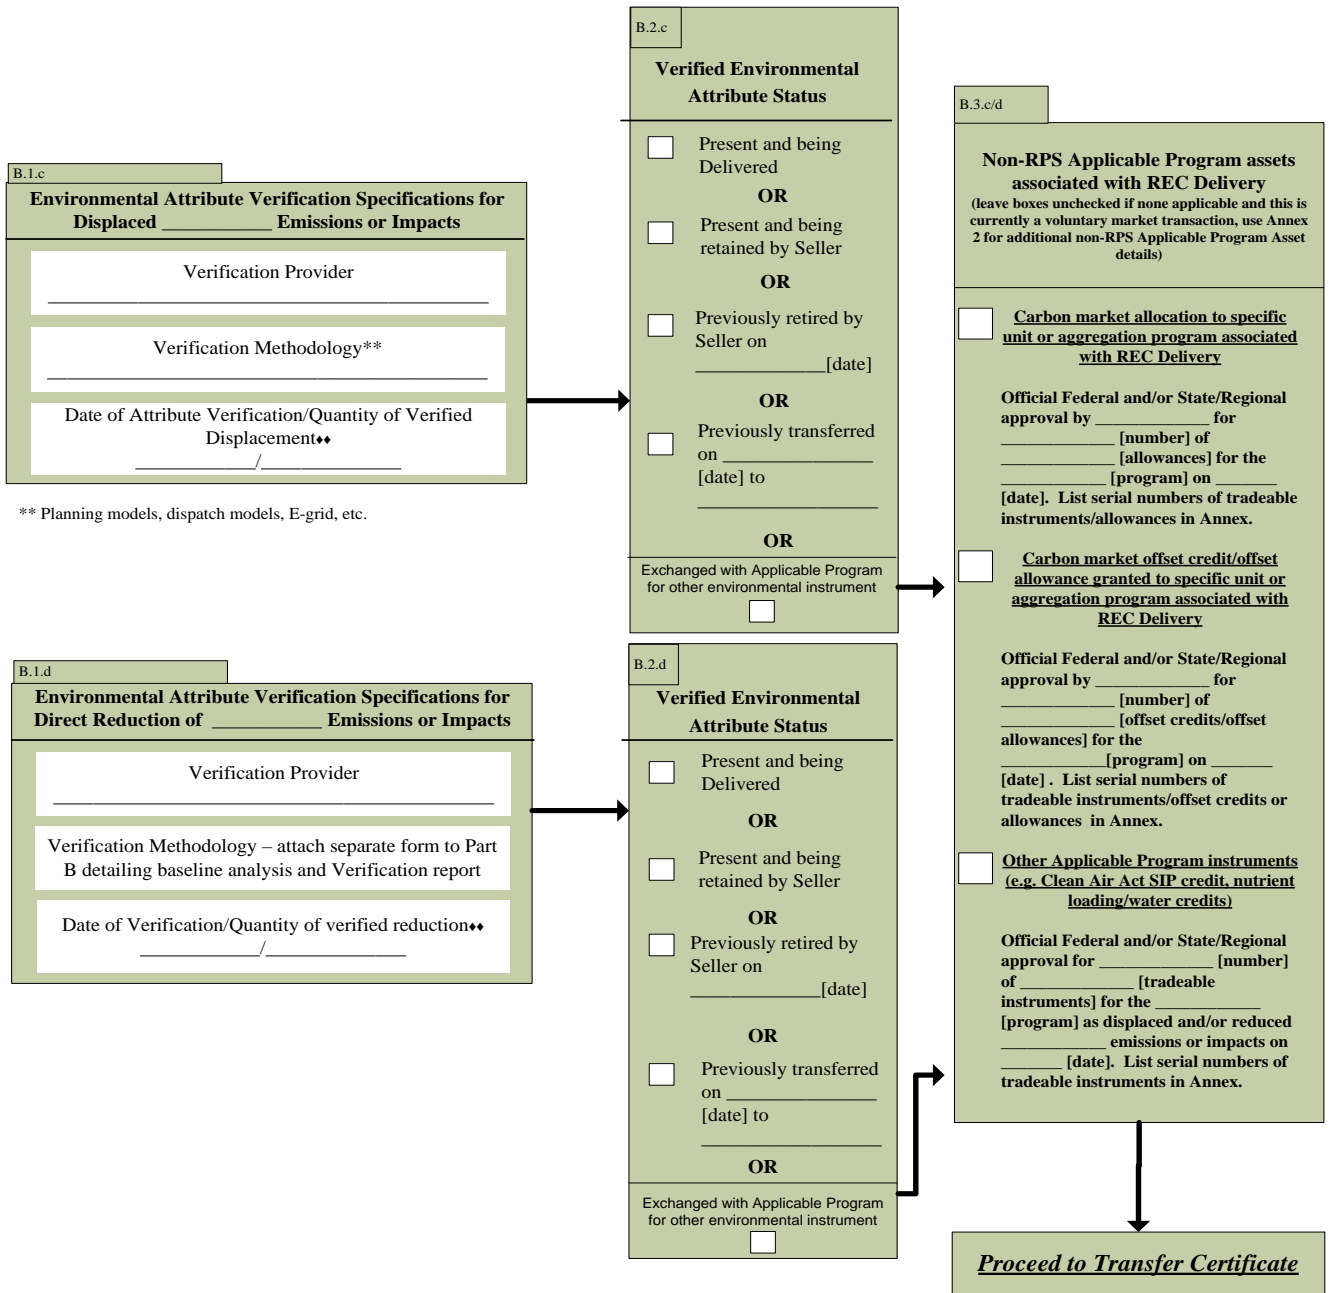 B.1.c
Environmental Attribute Verification Specifications for
Displaced ___________ Emissions or Impacts
Verification Provider
____________________________________________
Verification Methodology**
____________________________________________
Date of Attribute Verification/Quantity of Verified
Displacement♦♦
____________/______________
** Planning models, dispatch models, E-grid, etc.
B.2.c
Verified Environmental
Attribute Status
Present and being
Delivered
OR
Present and being
retained by Seller
OR
Previously retired by
Seller on
_____________[date]
OR
Previously transferred
on _______________
[date] to
__________________
OR
Exchanged with Applicable Program
for other environmental instrument
B.1.d
Environmental Attribute Verification Specifications for
Direct Reduction of ___________ Emissions or Impacts
Verification Provider
____________________________________________
Verification Methodology – attach separate form to Part
B detailing baseline analysis and Verification report
Date of Verification/Quantity of verified reduction♦♦
____________/______________
B.2.d
Verified Environmental
Attribute Status
Present and being
Delivered
OR
Present and being
retained by Seller
OR
Previously retired by
Seller on
_____________[date]
OR
Previously transferred
on _______________
[date] to
__________________
OR
Exchanged with Applicable Program
for other environmental instrument
B.3.c/d
Non-RPS Applicable Program assets
associated with REC Delivery
(leave boxes unchecked if none applicable and this is
currently a voluntary market transaction, use Annex
2 for additional non-RPS Applicable Program Asset
details)
Carbon market allocation to specific
unit or aggregation program associated
with REC Delivery
Official Federal and/or State/Regional
approval by _____________ for
_____________ [number] of
_____________ [allowances] for the
____________ [program] on _______
[date]. List serial numbers of tradeable
instruments/allowances in Annex.
Carbon market offset credit/offset
allowance granted to specific unit or
aggregation program associated with
REC Delivery
Official Federal and/or State/Regional
approval by _____________ for
_____________ [number] of
_____________ [offset credits/offset
allowances] for the
____________[program] on _______
[date] . List serial numbers of
tradeable instruments/offset credits or
allowances in Annex.
Other Applicable Program instruments
(e.g. Clean Air Act SIP credit, nutrient
loading/water credits)
Official Federal and/or State/Regional
approval for _____________ [number]
of _____________ [tradeable
instruments] for the ____________
[program] as displaced and/or reduced
____________ emissions or impacts on
_______ [date]. List serial numbers of
tradeable instruments in Annex.
Proceed to Transfer Certificate